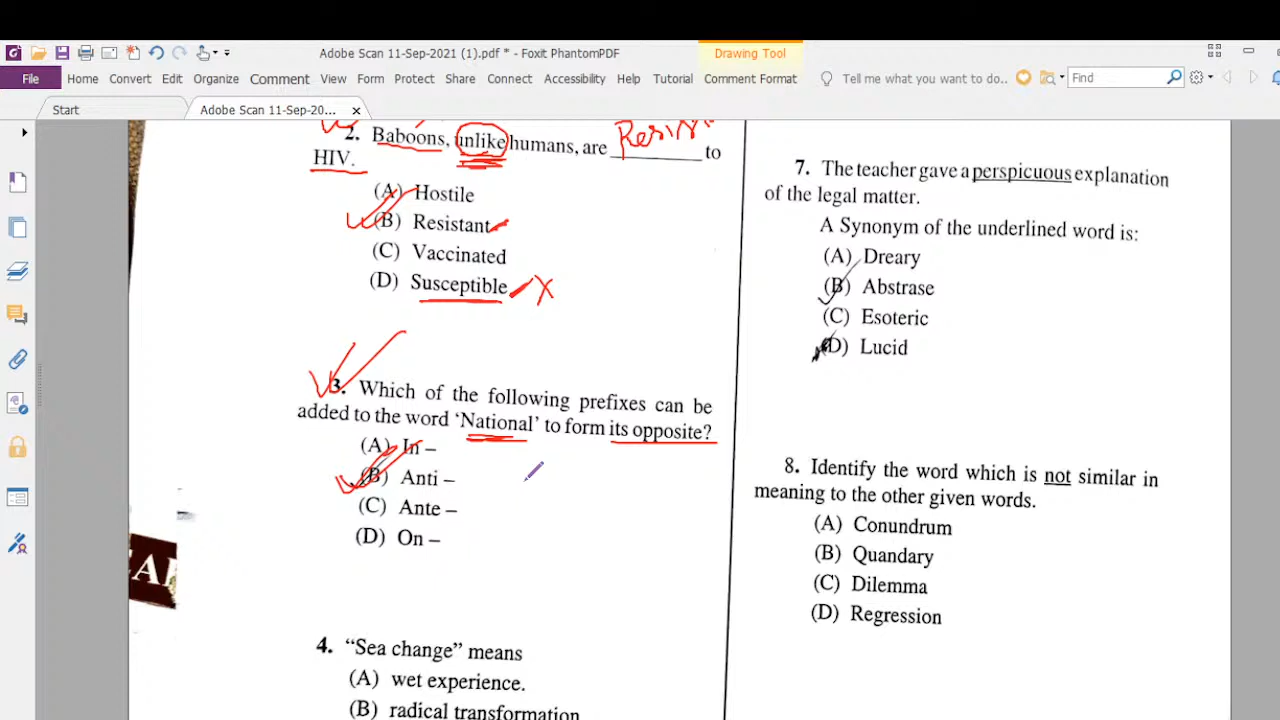 Adobe Scan 11-Sep-2021 (1).pdf * - Foxit PhantomPDF
Drawing Tool
File Home Convert Edit Organize Comment View Form Protect Share Connect Accessibility Help Tutorial Comment Format Tell me what you want to do.. Find
Start Adobe Scan 11-Sep-20...
2. Baboons, unlike humans, are ________ to
HIV.
(A) Hostile
(B) Resistant
(C) Vaccinated
(D) Susceptible
3. Which of the following prefixes can be
added to the word ‘National’ to form its opposite?
(A) In –
(B) Anti –
(C) Ante –
(D) On –
4. “Sea change” means
(A) wet experience.
(B) radical transformation
7. The teacher gave a perspicuous explanation
of the legal matter.
A Synonym of the underlined word is:
(A) Dreary
(B) Abstrase
(C) Esoteric
(D) Lucid
8. Identify the word which is not similar in
meaning to the other given words.
(A) Conundrum
(B) Quandary
(C) Dilemma
(D) Regression